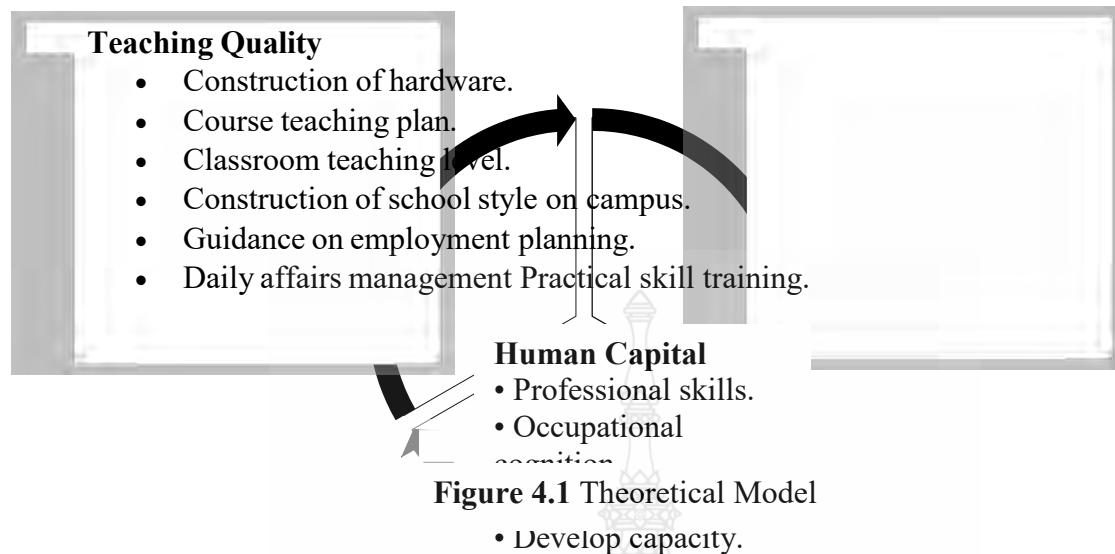 Teaching Quality
• Construction of hardware.
• Course teaching plan.
• Classroom teaching level.
• Construction of school style on campus.
• Guidance on employment planning.
• Daily affairs management Practical skill training.
Human Capital
• Professional skills.
• Occupational
cognition
Figure 4.1 Theoretical Model
• Develop capacity.